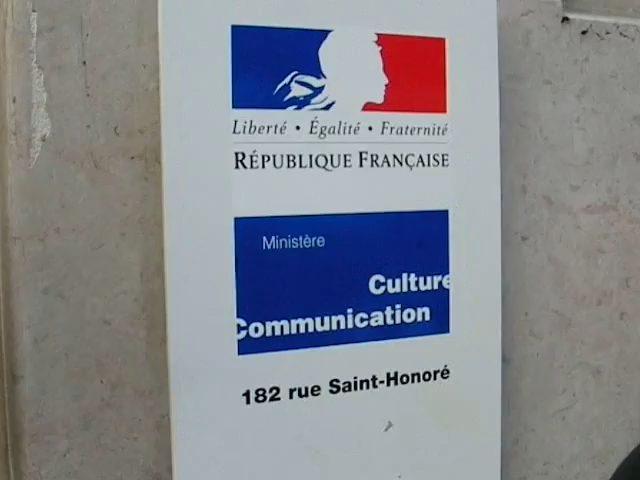 Liberté • Égalité • Fraternité
RÉPUBLIQUE FRANÇAISE
Ministère
Culture
Communication
182 rue Saint-Honoré